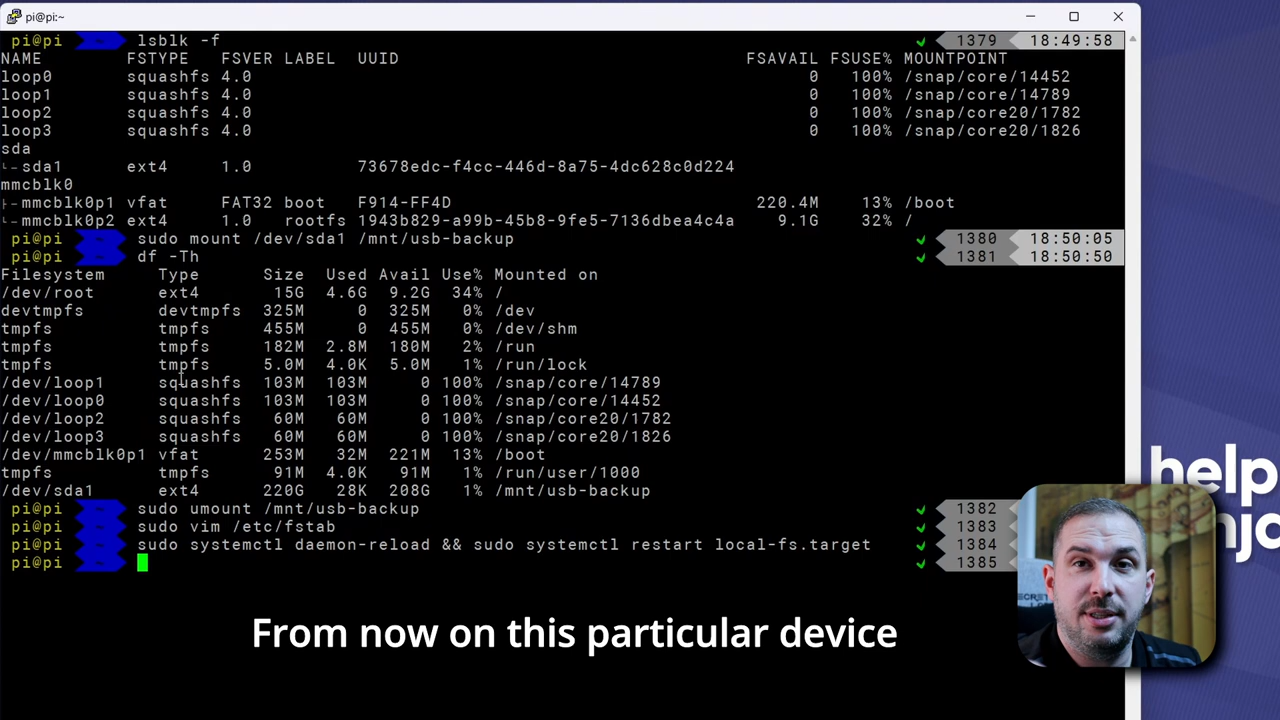 pi@pi:~
pi@pi ~ lsblk -f ✔ 1379 18:49:58
NAME FSTYPE FSVER LABEL UUID FSAVAIL FSUSE% MOUNTPOINT
loop0 squashfs 4.0 0 100% /snap/core/14452
loop1 squashfs 4.0 0 100% /snap/core/14789
loop2 squashfs 4.0 0 100% /snap/core20/1782
loop3 squashfs 4.0 0 100% /snap/core20/1826
sda
└─sda1 ext4 1.0 73678edc-f4cc-446d-8a75-4dc628c0d224
mmcblk0
├─mmcblk0p1 vfat FAT32 boot F914-FF4D 220.4M 13% /boot
└─mmcblk0p2 ext4 1.0 rootfs 1943b829-a99b-45b8-9fe5-7136dbea4c4a 9.1G 32% /
pi@pi ~ sudo mount /dev/sda1 /mnt/usb-backup ✔ 1380 18:50:05
pi@pi ~ df -Th ✔ 1381 18:50:50
Filesystem Type Size Used Avail Use% Mounted on
/dev/root ext4 15G 4.6G 9.2G 34% /
devtmpfs devtmpfs 325M 0 325M 0% /dev
tmpfs tmpfs 455M 0 455M 0% /dev/shm
tmpfs tmpfs 182M 2.8M 180M 2% /run
tmpfs tmpfs 5.0M 4.0K 5.0M 1% /run/lock
/dev/loop1 squashfs 103M 103M 0 100% /snap/core/14789
/dev/loop0 squashfs 103M 103M 0 100% /snap/core/14452
/dev/loop2 squashfs 60M 60M 0 100% /snap/core20/1782
/dev/loop3 squashfs 60M 60M 0 100% /snap/core20/1826
/dev/mmcblk0p1 vfat 253M 32M 221M 13% /boot
tmpfs tmpfs 91M 4.0K 91M 1% /run/user/1000
/dev/sda1 ext4 220G 28K 208G 1% /mnt/usb-backup
pi@pi ~ sudo umount /mnt/usb-backup ✔ 1382
pi@pi ~ sudo vim /etc/fstab ✔ 1383
pi@pi ~ sudo systemctl daemon-reload && sudo systemctl restart local-fs.target ✔ 1384
pi@pi ~ ✔ 1385
help
From now on this particular device